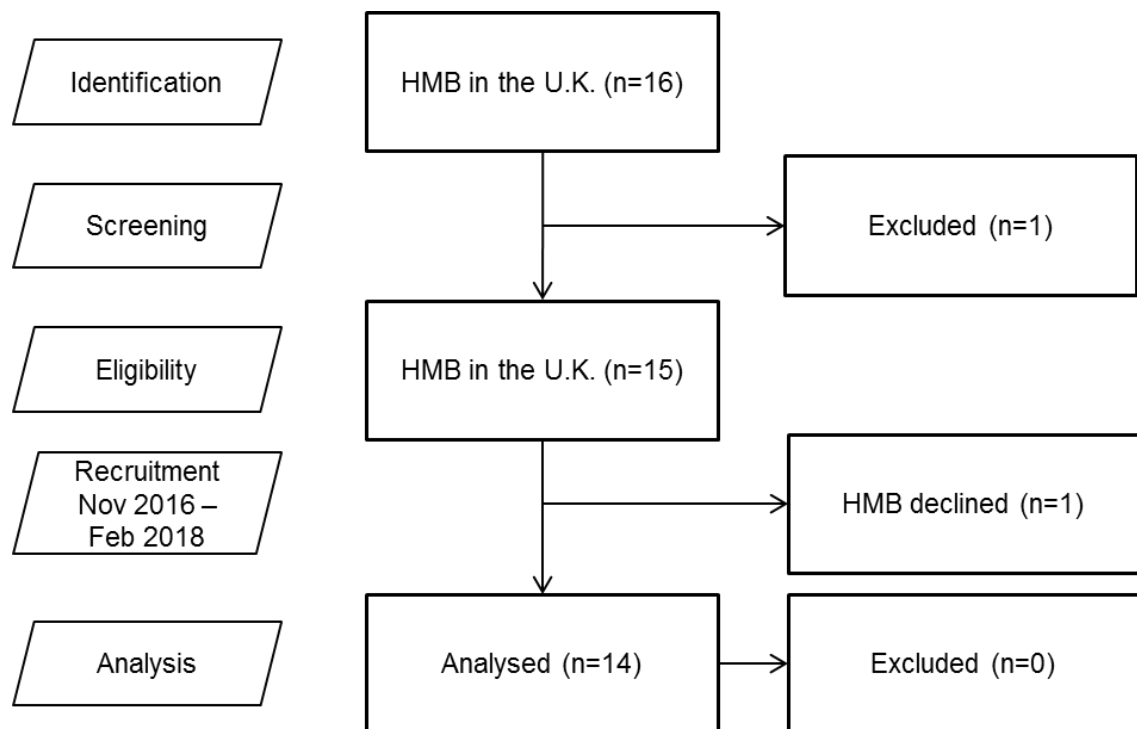 Identification
HMB in the U.K. (n=16)
Screening
Excluded (n=1)
Eligibility
HMB in the U.K. (n=15)
Recruitment
Nov 2016 –
Feb 2018
HMB declined (n=1)
Analysis
Analysed (n=14)
Excluded (n=0)